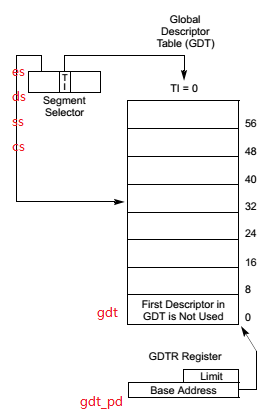 Global
Descriptor
Table (GDT)
es
T
I
TI = 0
ds
Segment
Selector
ss
cs
56
48
40
32
24
16
8
gdt
First Descriptor in
GDT is Not Used
0
GDTR Register
Limit
Base Address
gdt_pd